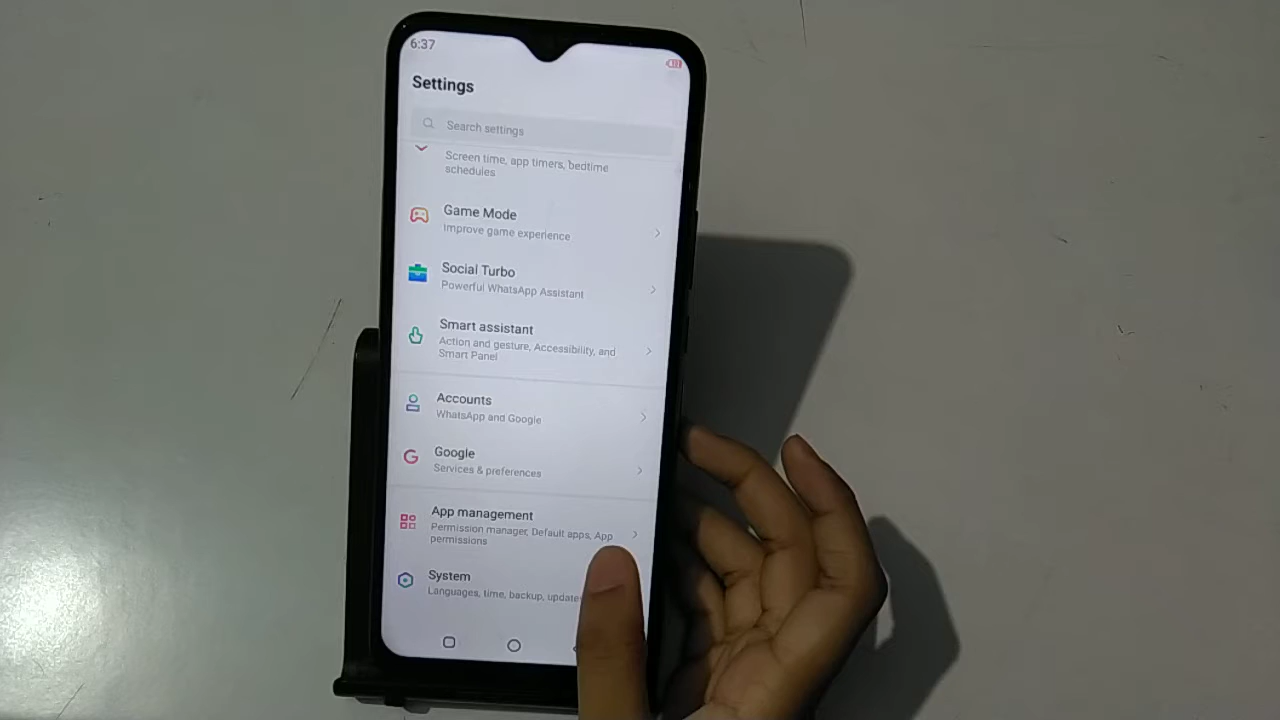 6:37
Settings
Search settings
Screen time, app timers, bedtime
schedules
Game Mode
Improve game experience
Social Turbo
Powerful WhatsApp Assistant
Smart assistant
Action and gesture, Accessibility, and
Smart Panel
Accounts
WhatsApp and Google
Google
Services & preferences
App management
Permission manager, Default apps, App
permissions
System
Languages, time, backup, updates